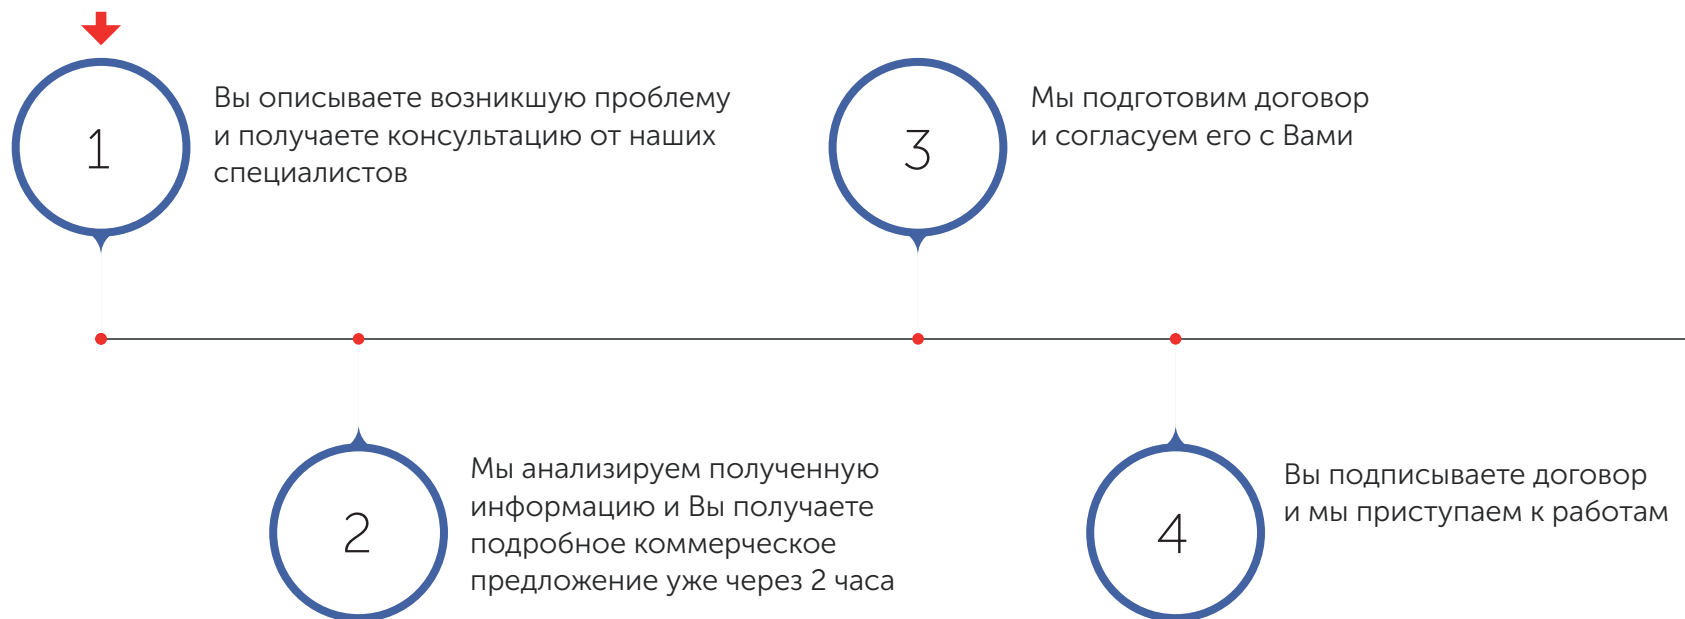 1
Вы описываете возникшую проблему
и получаете консультацию от наших
специалистов
2
Мы анализируем полученную
информацию и Вы получаете
подробное коммерческое
предложение уже через 2 часа
3
Мы подготовим договор
и согласуем его с Вами
4
Вы подписываете договор
и мы приступаем к работам